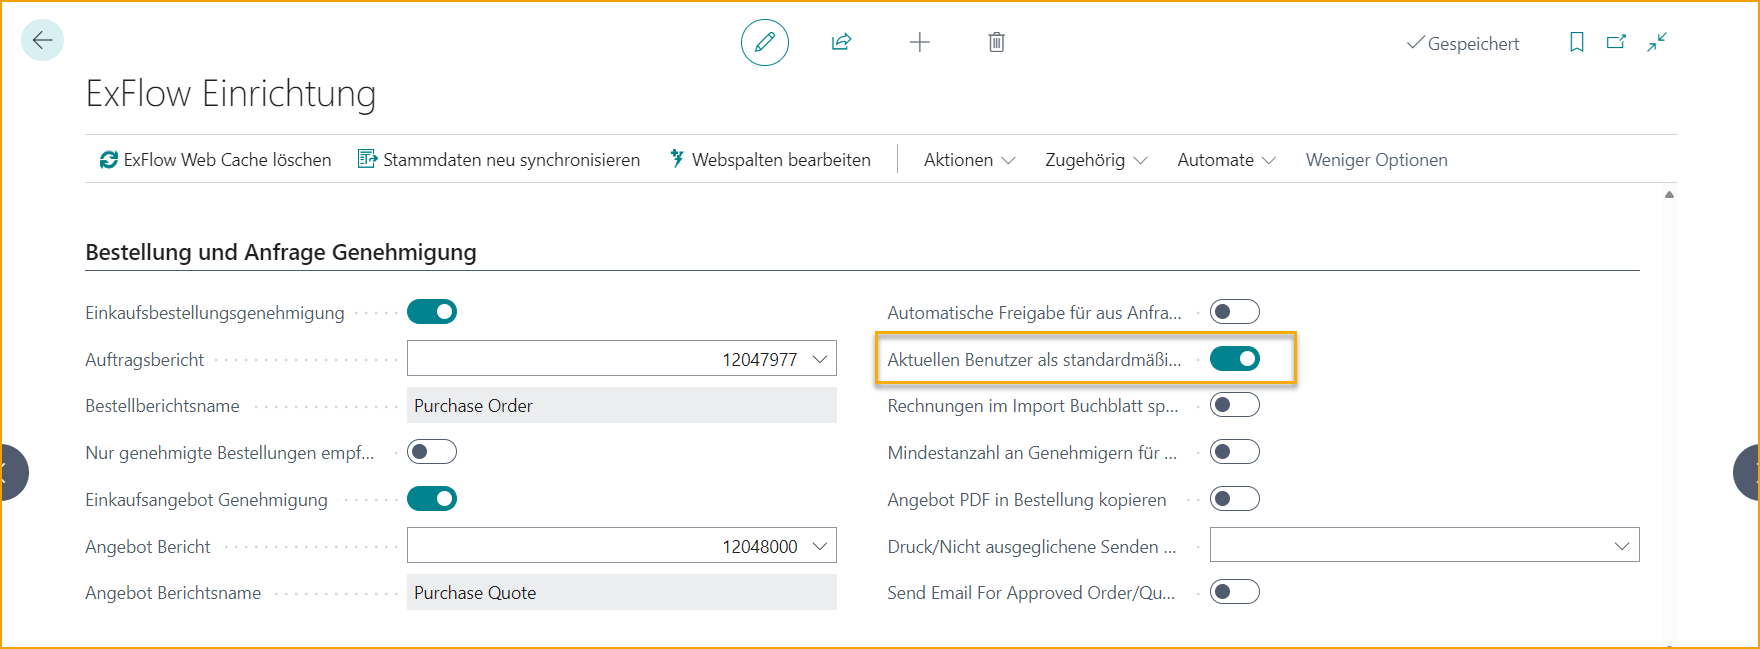 Gespeichert
ExFlow Einrichtung
ExFlow Web Cache löschen Stammdaten neu synchronisieren Webspalten bearbeiten Aktionen Zugehörig Automate Weniger Optionen
Bestellung und Anfrage Genehmigung
Einkaufsbestellungsgenehmigung
Auftragsbericht 12047977
Bestellberichtsname Purchase Order
Nur genehmigte Bestellungen empf...
Einkaufsangebot Genehmigung
Angebot Bericht 12048000
Angebot Berichtsname Purchase Quote
Automatische Freigabe für aus Anfra...
Aktuellen Benutzer als standardmäßi...
Rechnungen im Import Buchblatt sp...
Mindestanzahl an Genehmigern für ...
Angebot PDF in Bestellung kopieren
Druck/Nicht ausgeglichene Senden ...
Send Email For Approved Order/Qu...